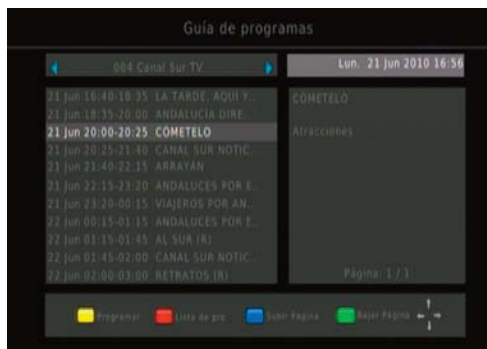 Guía de programas
004 Canal Sur TV
Lun. 21 Jun 2010 16:56
21 Jun 16:40-18:35 LA TARDE, AQUÍ Y..
21 Jun 18:35-20:00 ANDALUCÍA DIRE..
21 Jun 20:00-20:25 CÓMETELO
21 Jun 20:25-21:40 CANAL SUR NOTIC..
21 Jun 21:40-22:15 ARRAYÁN
21 Jun 22:15-23:20 ANDALUCES POR E..
21 Jun 23:20-00:15 VIAJEROS POR AN..
22 Jun 00:15-01:15 ANDALUCES POR E..
22 Jun 01:15-01:45 AL SUR (R)
22 Jun 01:45-02:00 CANAL SUR NOTIC..
22 Jun 02:00-03:00 RETRATOS (R)
CÓMETELO
Atracciones
Página: 1 / 1
Programar
Lista de pro
Subir Página
Bajar Página